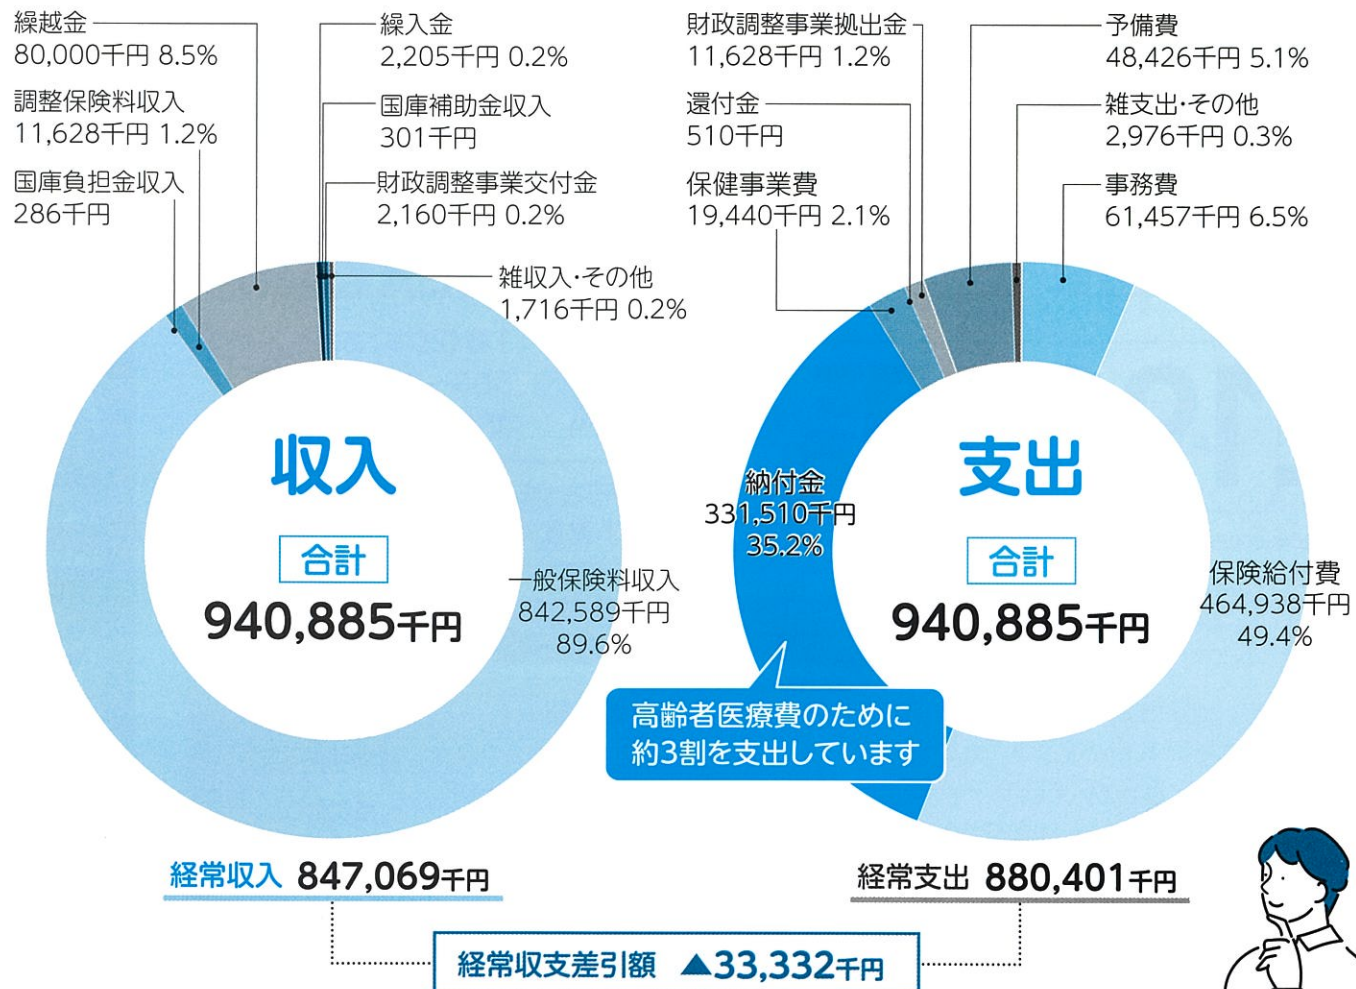 繰越金
80,000千円 8.5%
調整保険料収入
11,628千円 1.2%
国庫負担金収入
286千円
繰入金
2,205千円 0.2%
国庫補助金収入
301千円
財政調整事業交付金
2,160千円 0.2%
雑収入・その他
1,716千円 0.2%
収入
合計
940,885千円
一般保険料収入
842,589千円
89.6%
経常収入 847,069千円
財政調整事業拠出金
11,628千円 1.2%
還付金
510千円
保健事業費
19,440千円 2.1%
予備費
48,426千円 5.1%
雑支出・その他
2,976千円 0.3%
事務費
61,457千円 6.5%
納付金
331,510千円
35.2%
支出
合計
940,885千円
保険給付費
464,938千円
49.4%
高齢者医療費のために
約3割を支出しています
経常支出 880,401千円
経常収支差引額 ▲33,332千円